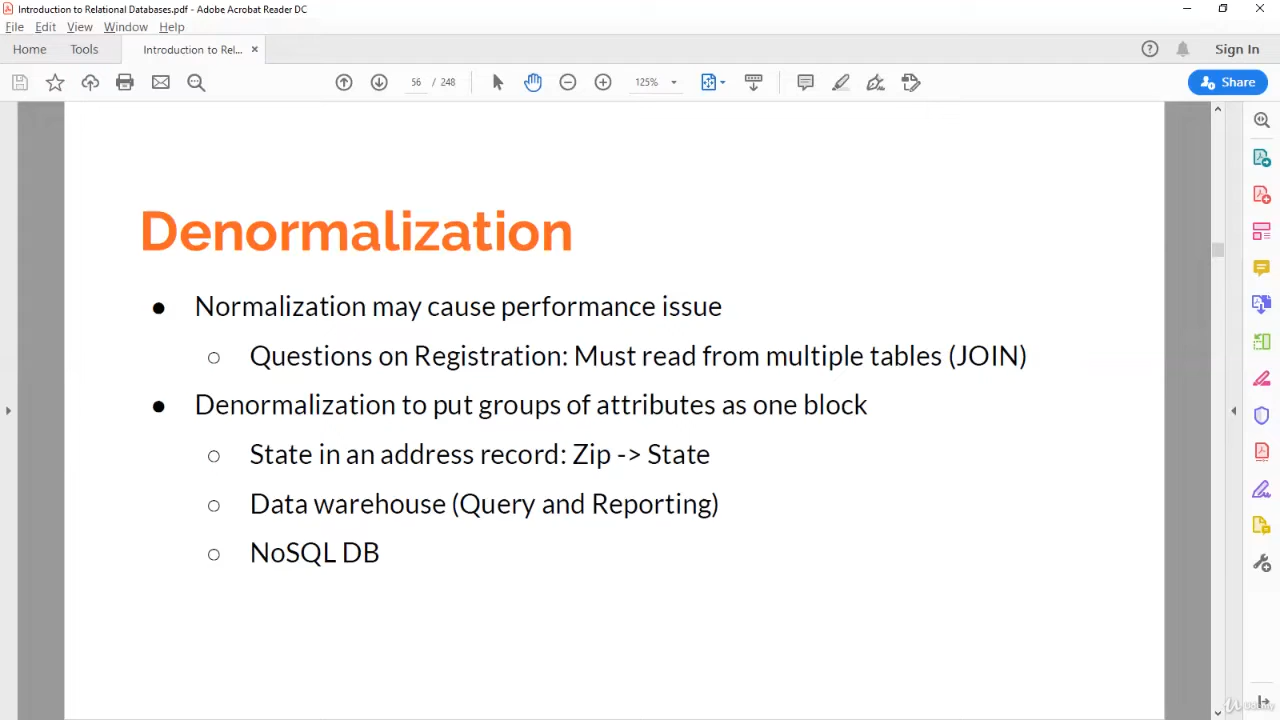 Introduction to Relational Databases.pdf - Adobe Acrobat Reader DC
File Edit View Window Help
Home Tools Introduction to Rel... × Sign In
56 / 248 125% Share
Denormalization
● Normalization may cause performance issue
○ Questions on Registration: Must read from multiple tables (JOIN)
● Denormalization to put groups of attributes as one block
○ State in an address record: Zip -> State
○ Data warehouse (Query and Reporting)
○ NoSQL DB
Udemy